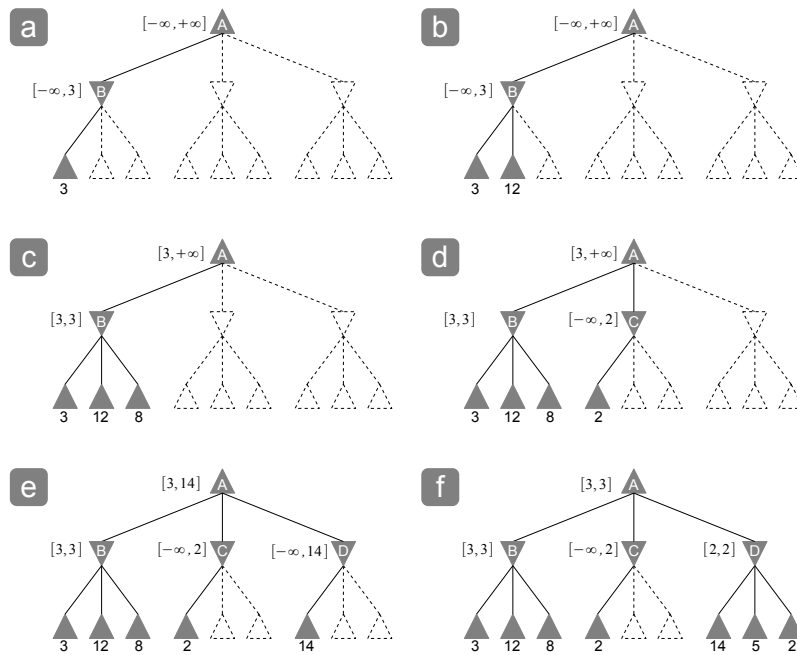 a
[−∞,+∞]
A
[−∞,3]
B
3
b
[−∞,+∞]
A
[−∞,3]
B
3 12
c
[3,+∞]
A
[3,3]
B
3 12 8
d
[3,+∞]
A
[3,3]
B
[−∞,2]
C
3 12 8 2
e
[3,14]
A
[3,3]
B
[−∞,2]
C
[−∞,14]
D
3 12 8 2 14
f
[3,3]
A
[3,3]
B
[−∞,2]
C
[2,2]
D
3 12 8 2 14 5 2